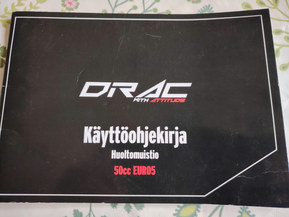 DRAC
WITH ATTITUDE
Käyttöohjekirja
Huoltomuistio
50cc EURO5